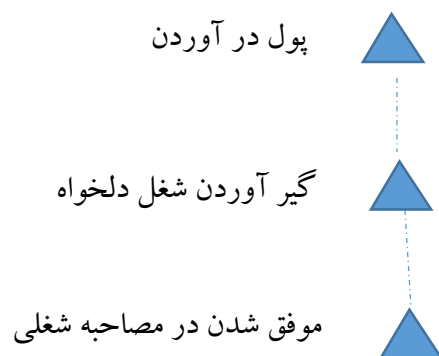 پول در آوردن
گیر آوردن شغل دلخواه
موفق شدن در مصاحبه شغلی